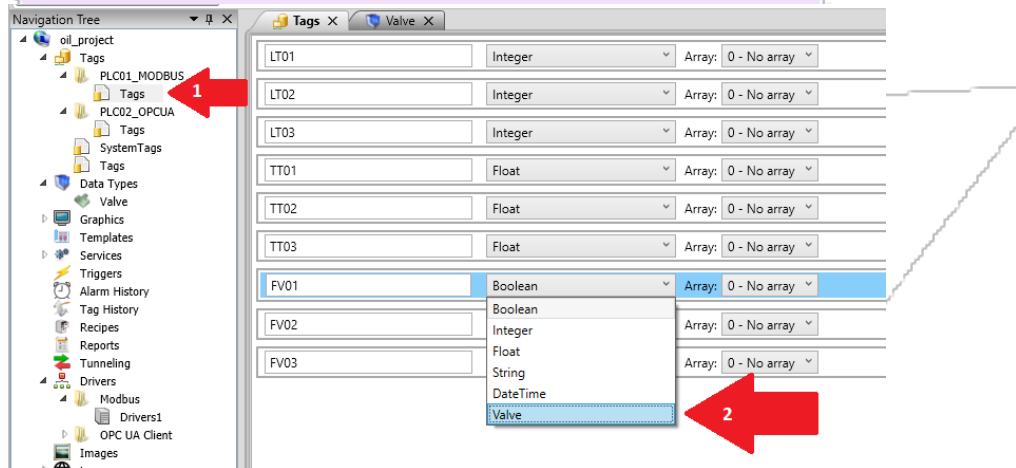 Navigation Tree
oil_project
Tags
PLC01_MODBUS
Tags
PLC02_OPCUA
Tags
SystemTags
Tags
Data Types
Valve
Graphics
Templates
Services
Triggers
Alarm History
Tag History
Recipes
Reports
Tunneling
Drivers
Modbus
Drivers1
OPC UA Client
Images
1
Tags Valve
LT01 Integer Array: 0 - No array
LT02 Integer Array: 0 - No array
LT03 Integer Array: 0 - No array
TT01 Float Array: 0 - No array
TT02 Float Array: 0 - No array
TT03 Float Array: 0 - No array
FV01 Boolean Array: 0 - No array
Boolean
FV02 Array: 0 - No array
Integer
Float
FV03 Array: 0 - No array
String
DateTime
Valve
2